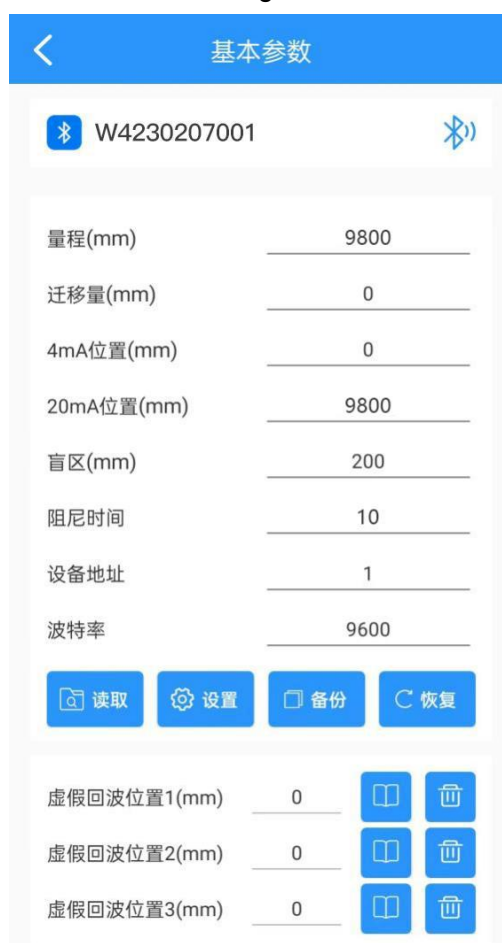 基本参数
W4230207001
量程(mm) 9800
迁移量(mm) 0
4mA位置(mm) 0
20mA位置(mm) 9800
盲区(mm) 200
阻尼时间 10
设备地址 1
波特率 9600
读取 设置 备份 恢复
虚假回波位置1(mm) 0
虚假回波位置2(mm) 0
虚假回波位置3(mm) 0